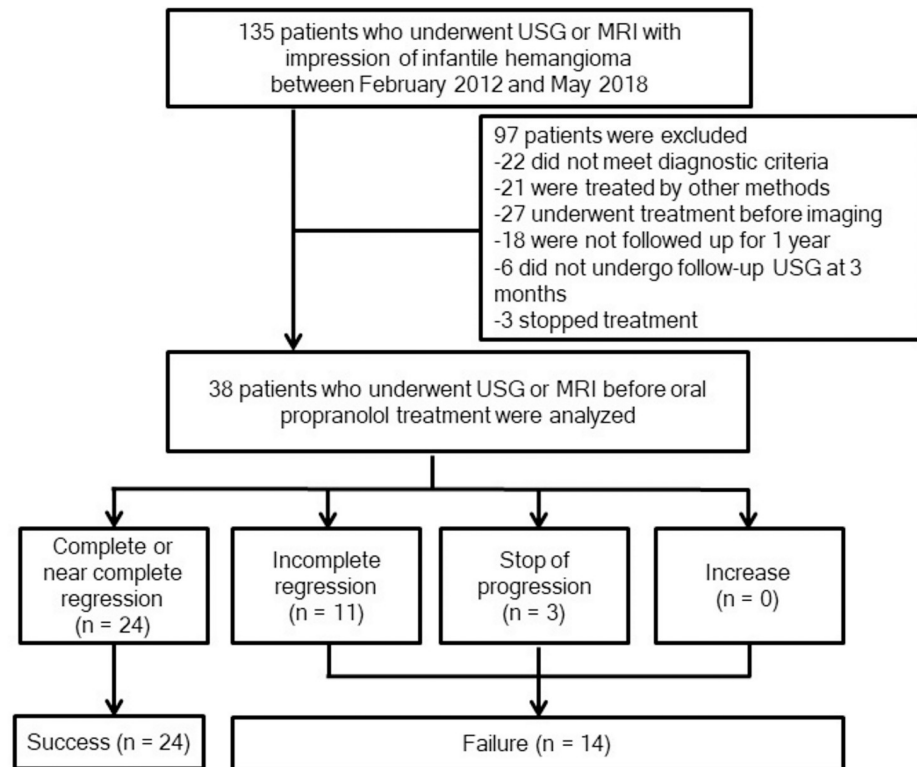 135 patients who underwent USG or MRI with
impression of infantile hemangioma
between February 2012 and May 2018
97 patients were excluded
-22 did not meet diagnostic criteria
-21 were treated by other methods
-27 underwent treatment before imaging
-18 were not followed up for 1 year
-6 did not undergo follow-up USG at 3
months
-3 stopped treatment
38 patients who underwent USG or MRI before oral
propranolol treatment were analyzed
Complete or
near complete
regression
(n = 24)
Incomplete
regression
(n = 11)
Stop of
progression
(n = 3)
Increase
(n = 0)
Success (n = 24)
Failure (n = 14)